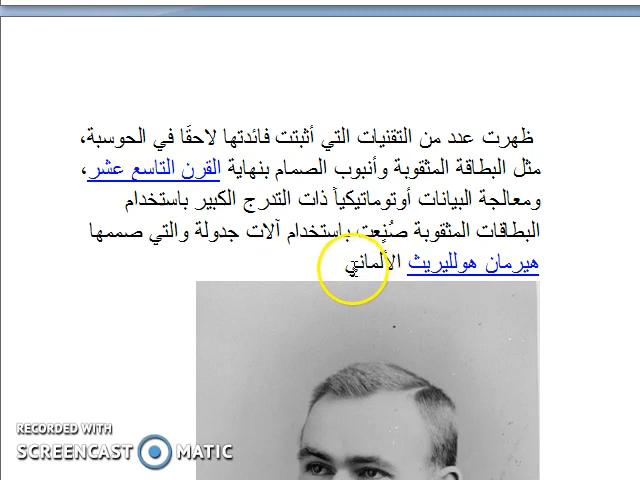 ظهرت عدد من التقنيات التي أثبتت فائدتها لاحقًا في الحوسبة،
مثل البطاقة المثقوبة وأنبوب الصمام بنهاية القرن التاسع عشر،
ومعالجة البيانات أوتوماتيكياً ذات التدرج الكبير باستخدام
البطاقات المثقوبة صُنعت باستخدام آلات جدولة والتي صممها
هيرمان هولليريث الألماني
RECORDED WITH
SCREENCAST MATIC